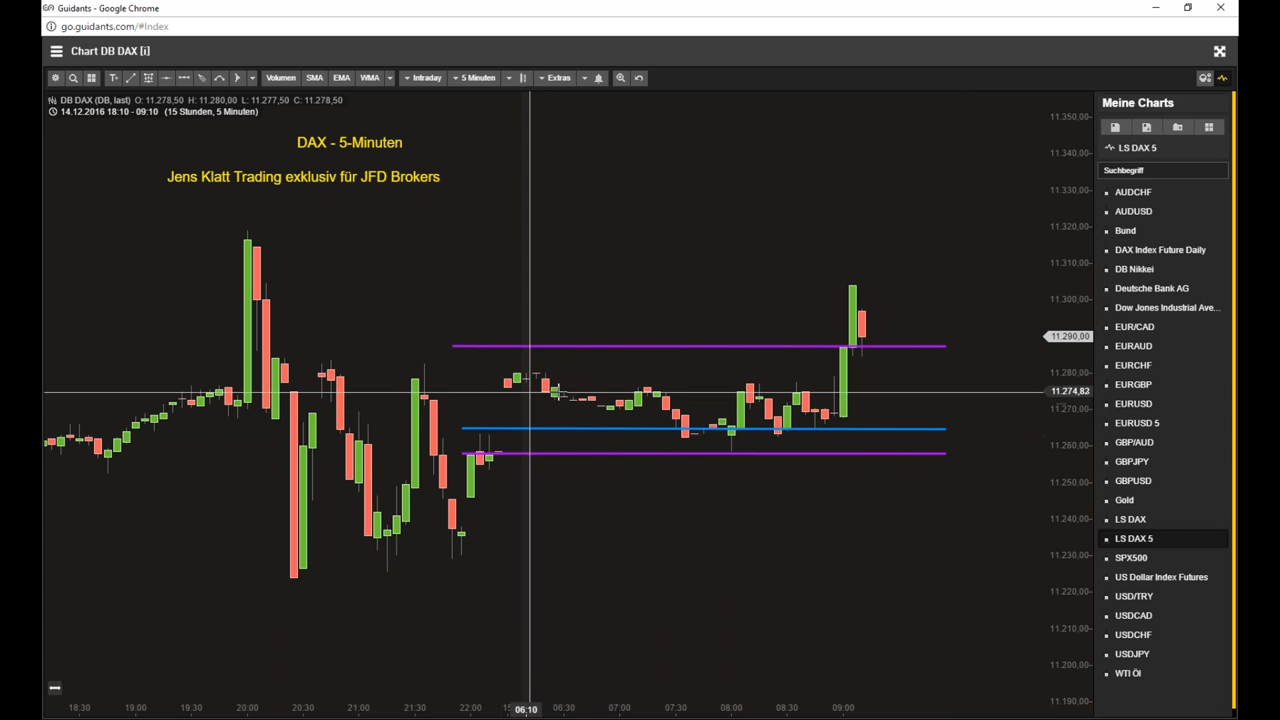 Guidants - Google Chrome
go.guidants.com/#Index
Chart DB DAX [i]
T+
Volumen
SMA
EMA
WMA
Intraday
5 Minuten
Extras
DB DAX (DB, last) O: 11.278,50 H: 11.280,00 L: 11.277,50 C: 11.278,50
14.12.2016 18:10 - 09:10 (15 Stunden, 5 Minuten)
DAX - 5-Minuten
Jens Klatt Trading exklusiv für JFD Brokers
11.350,00
11.340,00
11.330,00
11.320,00
11.310,00
11.300,00
11.290,00
11.280,00
11.274,82
11.270,00
11.260,00
11.250,00
11.240,00
11.230,00
11.220,00
11.210,00
11.200,00
11.190,00
18:30
19:00
19:30
20:00
20:30
21:00
21:30
22:00
06:10
06:30
07:00
07:30
08:00
08:30
09:00
Meine Charts
LS DAX 5
Suchbegriff
AUDCHF
AUDUSD
Bund
DAX Index Future Daily
DB Nikkei
Deutsche Bank AG
Dow Jones Industrial Ave...
EUR/CAD
EURAUD
EURCHF
EURGBP
EURUSD
EURUSD 5
GBP/AUD
GBPJPY
GBPUSD
Gold
LS DAX
LS DAX 5
SPX500
US Dollar Index Futures
USD/TRY
USDCAD
USDCHF
USDJPY
WTI Öl